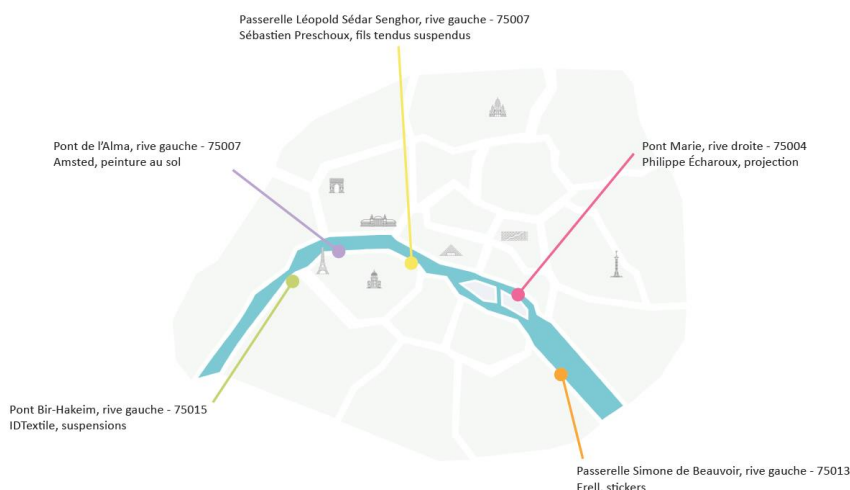 Passerelle Léopold Sédar Senghor, rive gauche - 75007
Sébastien Preschoux, fils tendus suspendus
Pont de l'Alma, rive gauche - 75007
Amsted, peinture au sol
Pont Marie, rive droite - 75004
Philippe Écharoux, projection
Pont Bir-Hakeim, rive gauche - 75015
IDTextile, suspensions
Passerelle Simone de Beauvoir, rive gauche - 75013
Erell, stickers